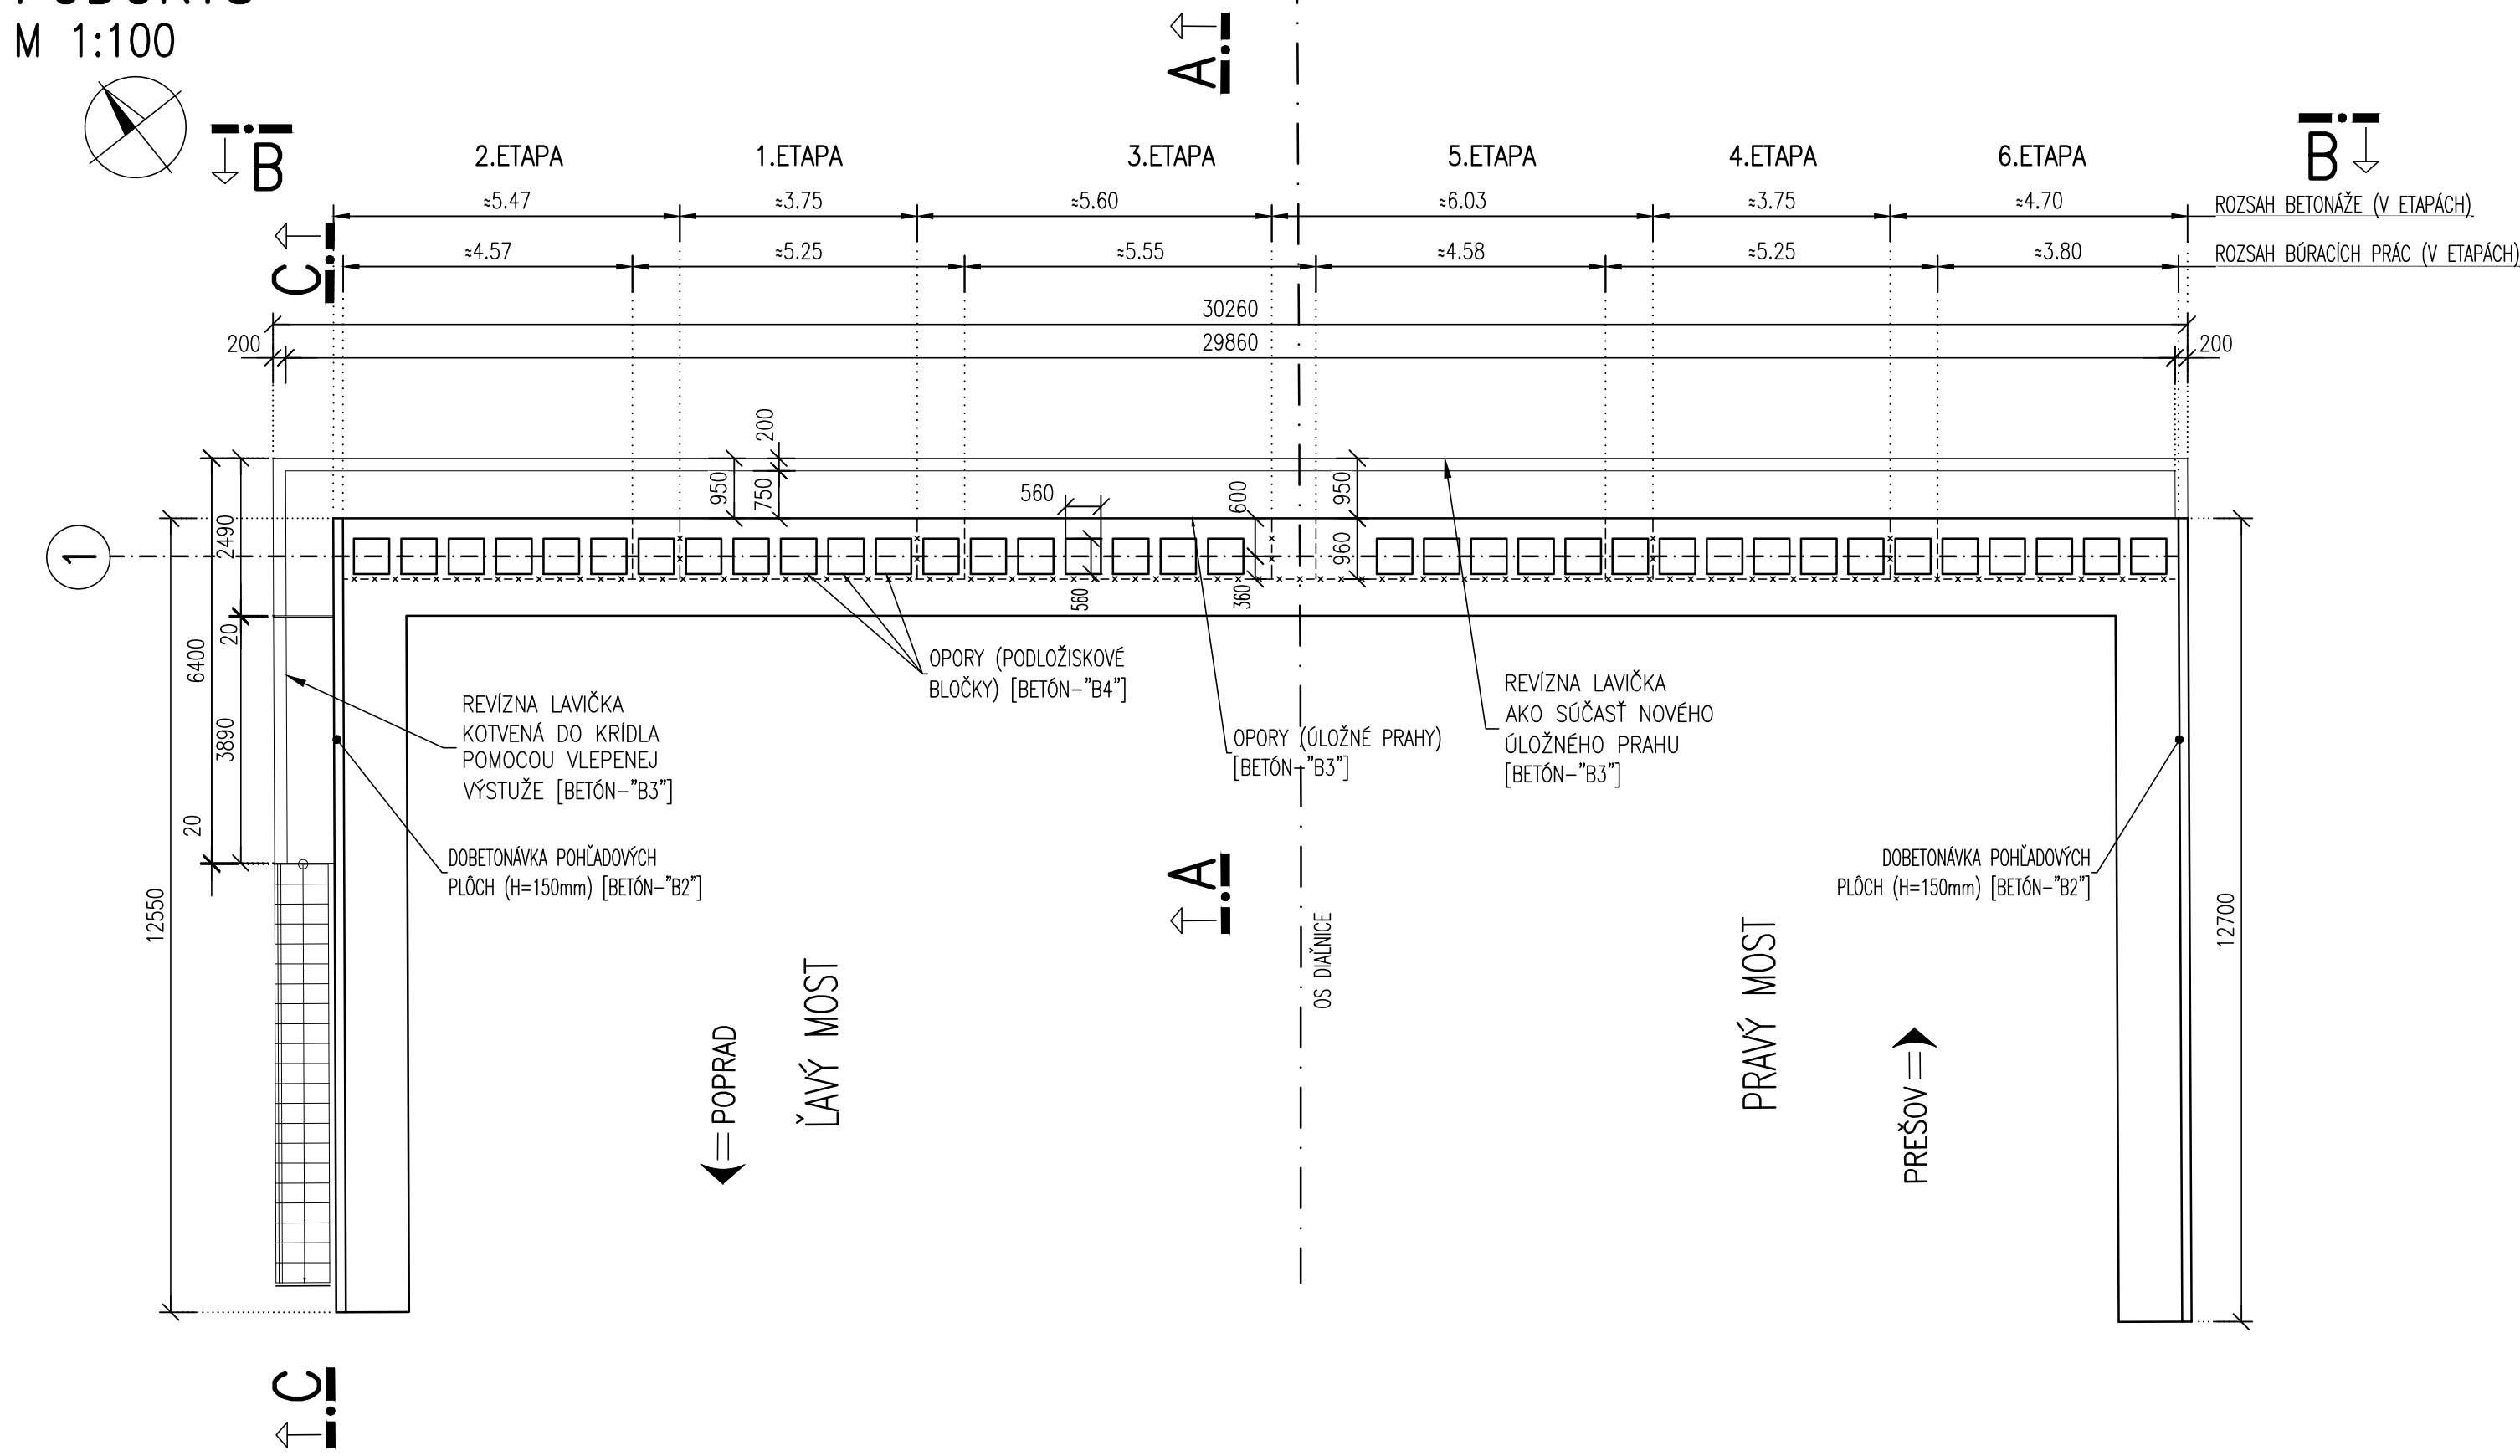 M 1:100
A
B
B
2.ETAPA
1.ETAPA
3.ETAPA
5.ETAPA
4.ETAPA
6.ETAPA
≈5.47
≈3.75
≈5.60
≈6.03
≈3.75
≈4.70
ROZSAH BETONÁŽE (V ETAPÁCH)
C
≈4.57
≈5.25
≈5.55
≈4.58
≈5.25
≈3.80
ROZSAH BÚRACÍCH PRÁC (V ETAPÁCH)
30260
200
29860
200
200
950
750
560
600
950
2490
1
960
560
360
20
6400
3890
20
REVÍZNA LAVIČKA
KOTVENÁ DO KRÍDLA
POMOCOU VLEPENEJ
VÝSTUŽE [BETÓN-"B3"]
OPORY (PODLOŽISKOVÉ
BLOČKY) [BETÓN-"B4"]
OPORY (ÚLOŽNÉ PRAHY)
[BETÓN-"B3"]
REVÍZNA LAVIČKA
AKO SÚČASŤ NOVÉHO
ÚLOŽNÉHO PRAHU
[BETÓN-"B3"]
DOBETONÁVKA POHĽADOVÝCH
PLÔCH (H=150mm) [BETÓN-"B2"]
DOBETONÁVKA POHĽADOVÝCH
PLÔCH (H=150mm) [BETÓN-"B2"]
A
12550
12700
OS DIAĽNICE
ĽAVÝ MOST
PRAVÝ MOST
POPRAD
PREŠOV
C